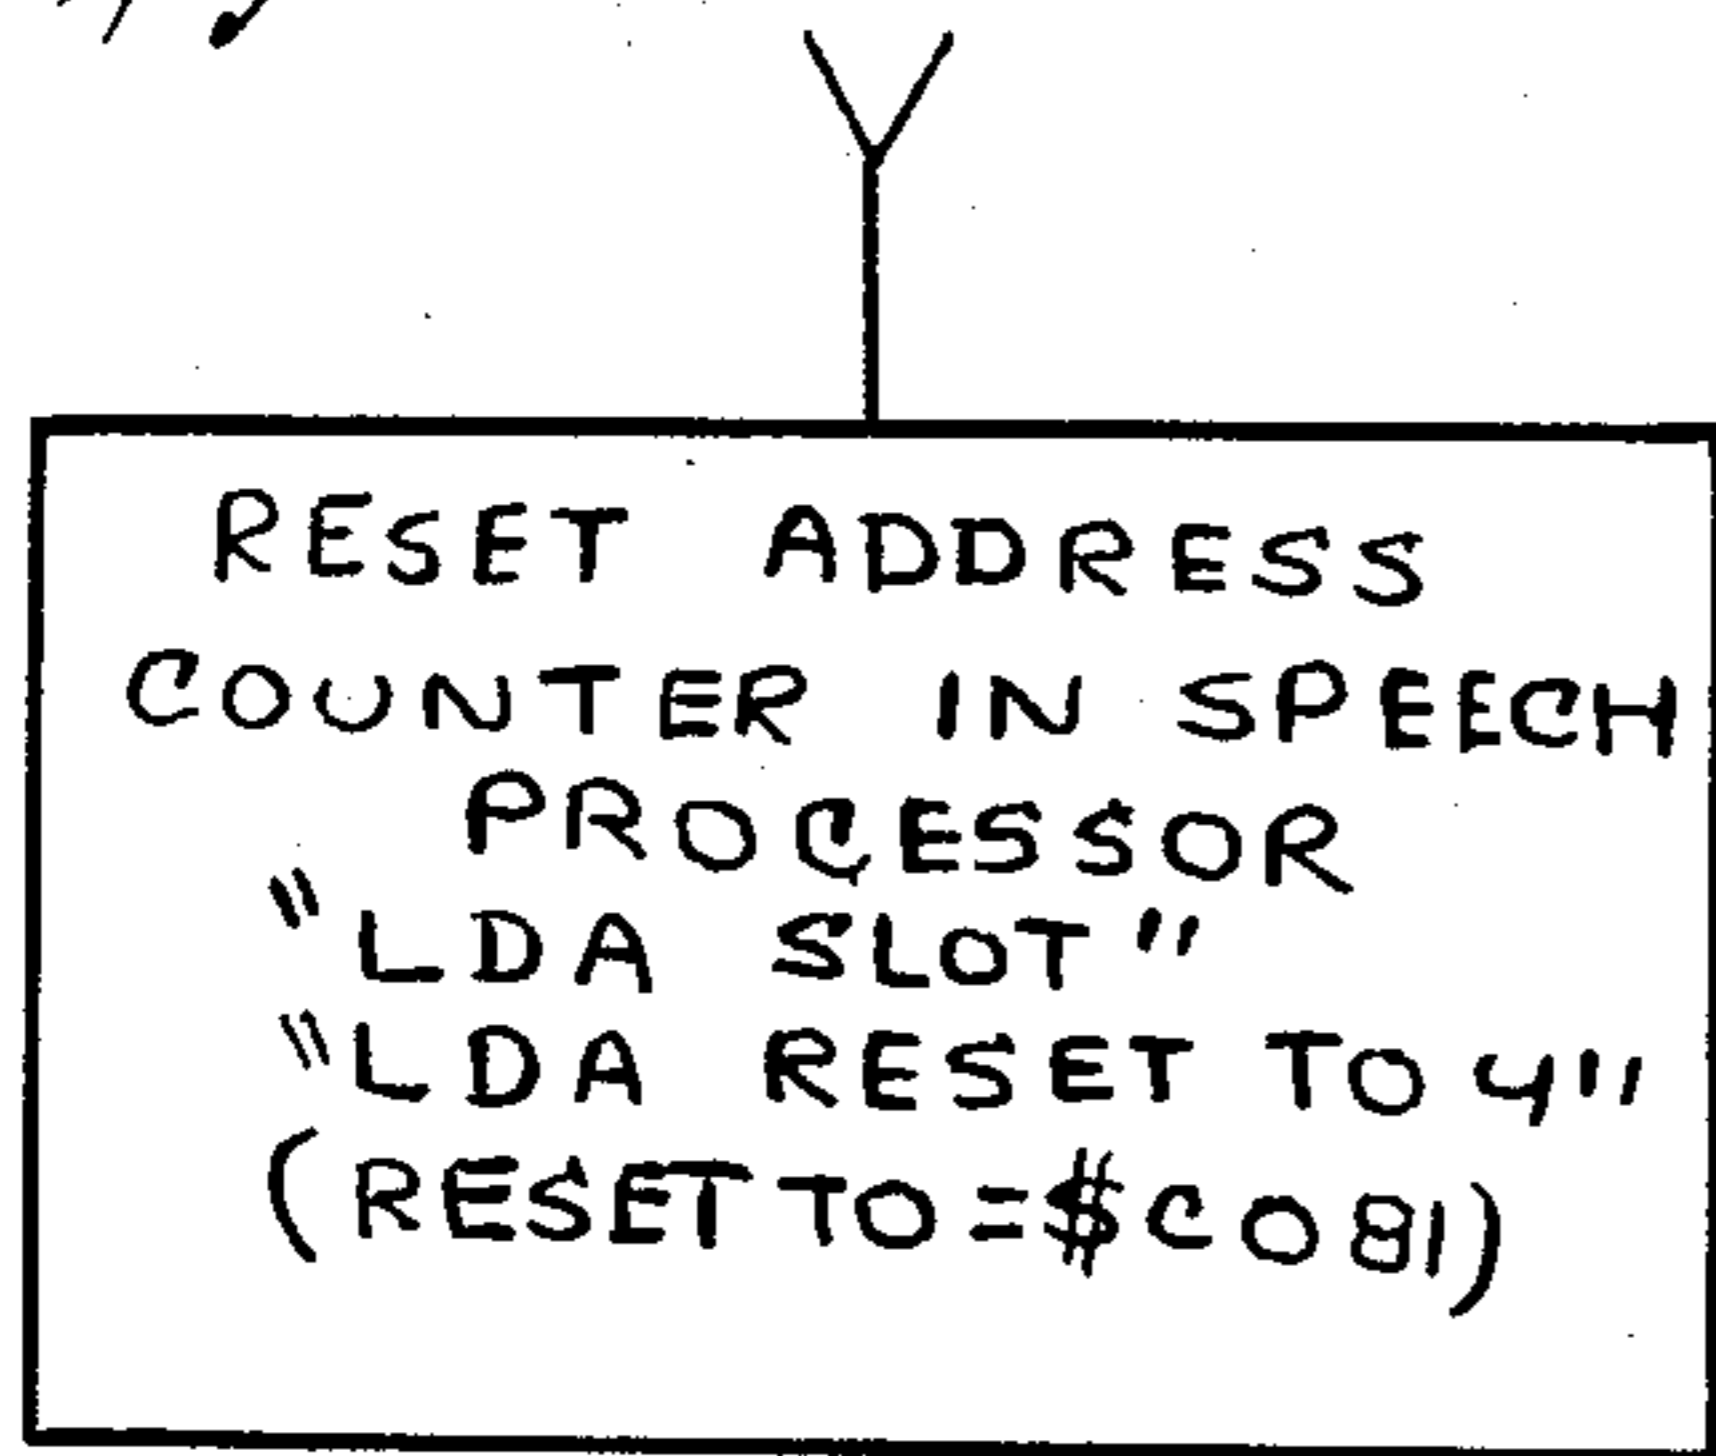 RESET ADDRESS
COUNTER IN SPEECH
PROCESSOR
"LDA SLOT"
"LDA RESET TO 4"
(RESET TO = $C081)